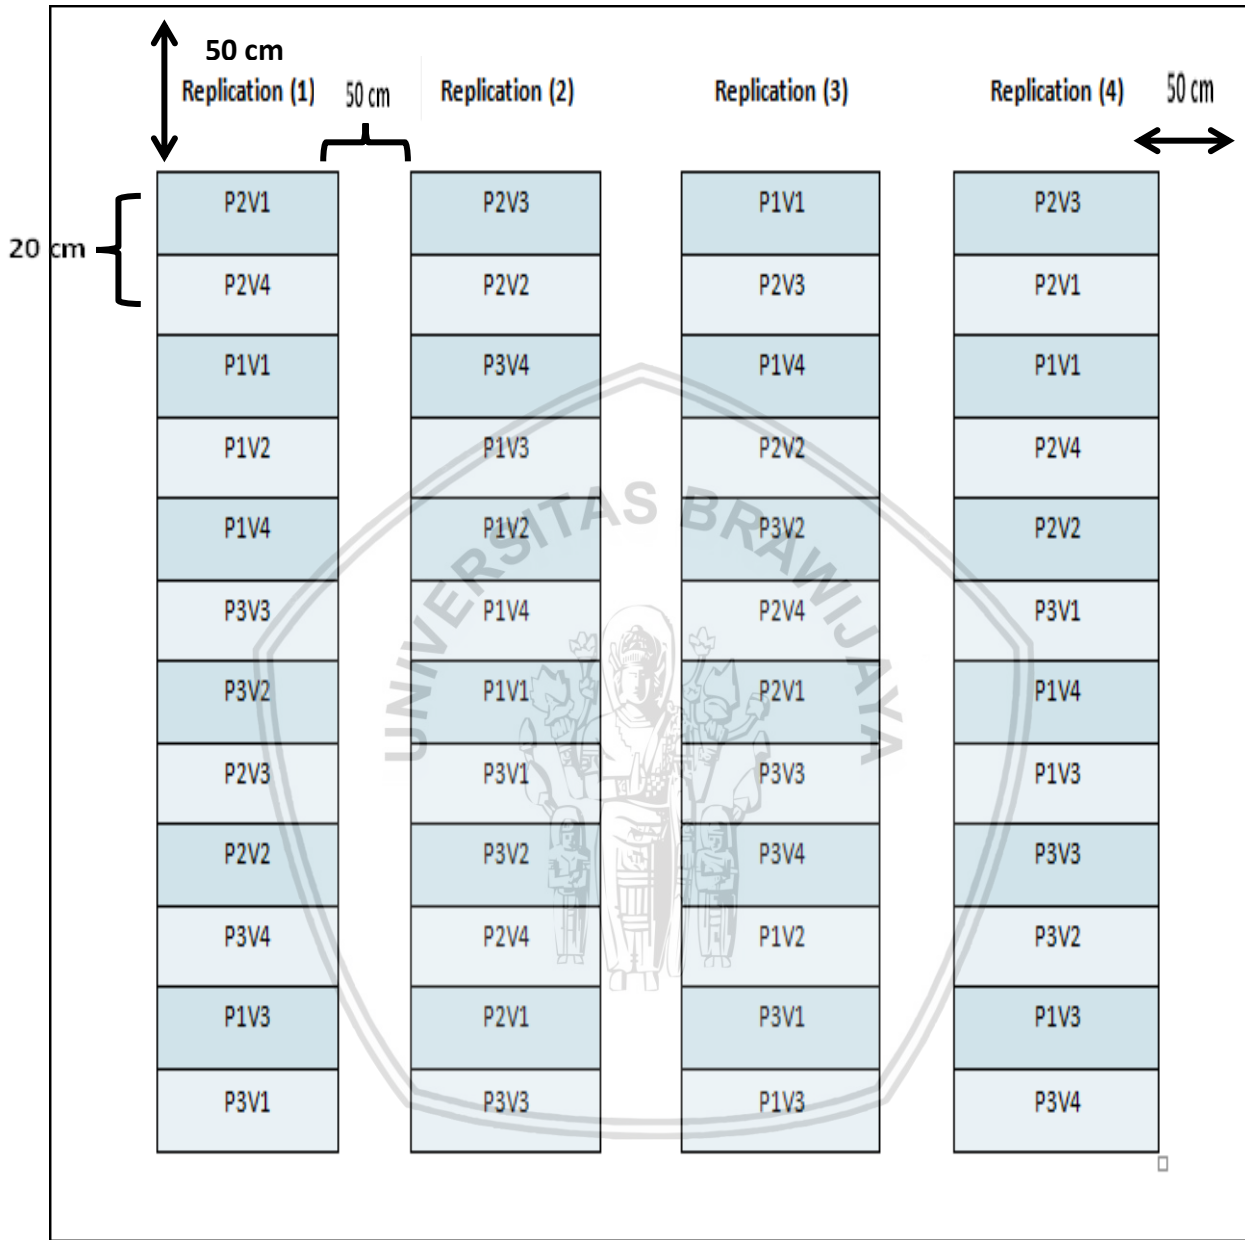 50 cm
Replication (1) 50 cm Replication (2) Replication (3) Replication (4) 50 cm
20 cm
P2V1 P2V3 P1V1 P2V3
P2V4 P2V2 P2V3 P2V1
P1V1 P3V4 P1V4 P1V1
P1V2 P1V3 P2V2 P2V4
P1V4 P1V2 P3V2 P2V2
P3V3 P1V4 P2V4 P3V1
P3V2 P1V1 P2V1 P1V4
P2V3 P3V1 P3V3 P1V3
P2V2 P3V2 P3V4 P3V3
P3V4 P2V4 P1V2 P3V2
P1V3 P2V1 P3V1 P1V3
P3V1 P3V3 P1V3 P3V4
UNIVERSITAS BRAWIJAYA